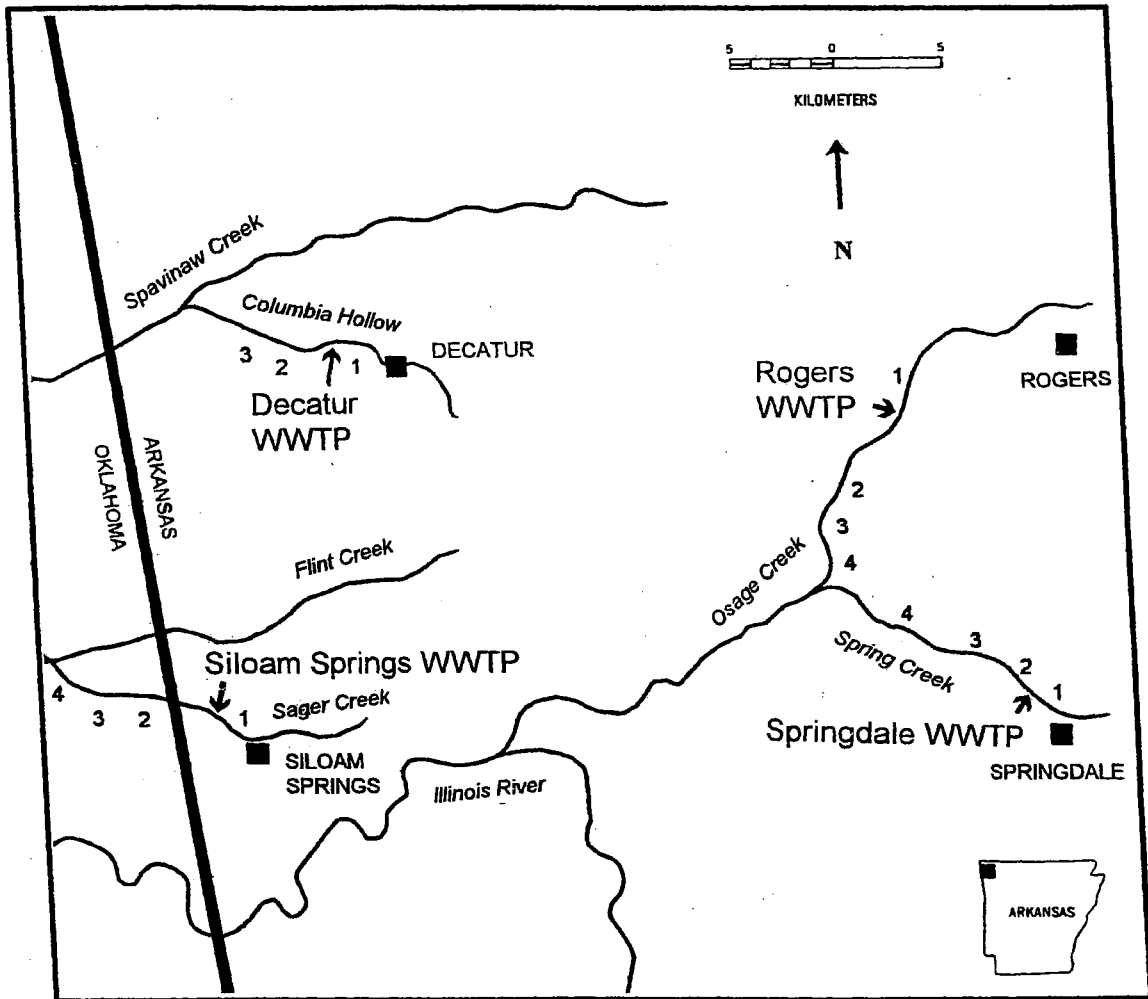 5 0 5
KILOMETERS
N
Spavinaw Creek
Columbia Hollow
3 2 1
DECATUR
Decatur
WWTP
1
Rogers
WWTP
ROGERS
ARKANSAS
OKLAHOMA
2
3
4
Flint Creek
Osage Creek
4
3
2
1
Spring Creek
Siloam Springs WWTP
4 3 2 1
Sager Creek
SILOAM
SPRINGS
Springdale WWTP
SPRINGDALE
Illinois River
ARKANSAS